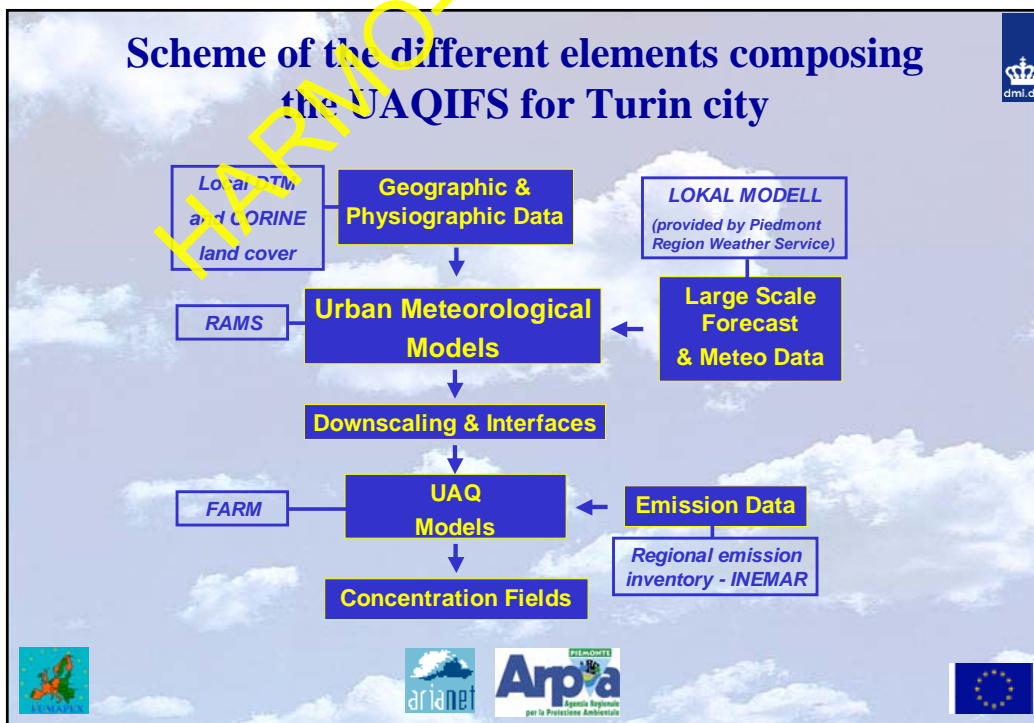 Scheme of the different elements composing
the UAQIFS for Turin city
dmi.d
HARMO
Local DTM
and CORINE
land cover
Geographic &
Physiographic Data
LOKAL MODELL
(provided by Piedmont
Region Weather Service)
RAMS
Urban Meteorological
Models
Large Scale
Forecast
& Meteo Data
Downscaling & Interfaces
FARM
UAQ
Models
Emission Data
Regional emission
inventory - INEMAR
Concentration Fields
FUMAPEX
arianet
PIEMONTE
Arpa
Agenzia Regionale
per la Protezione Ambientale